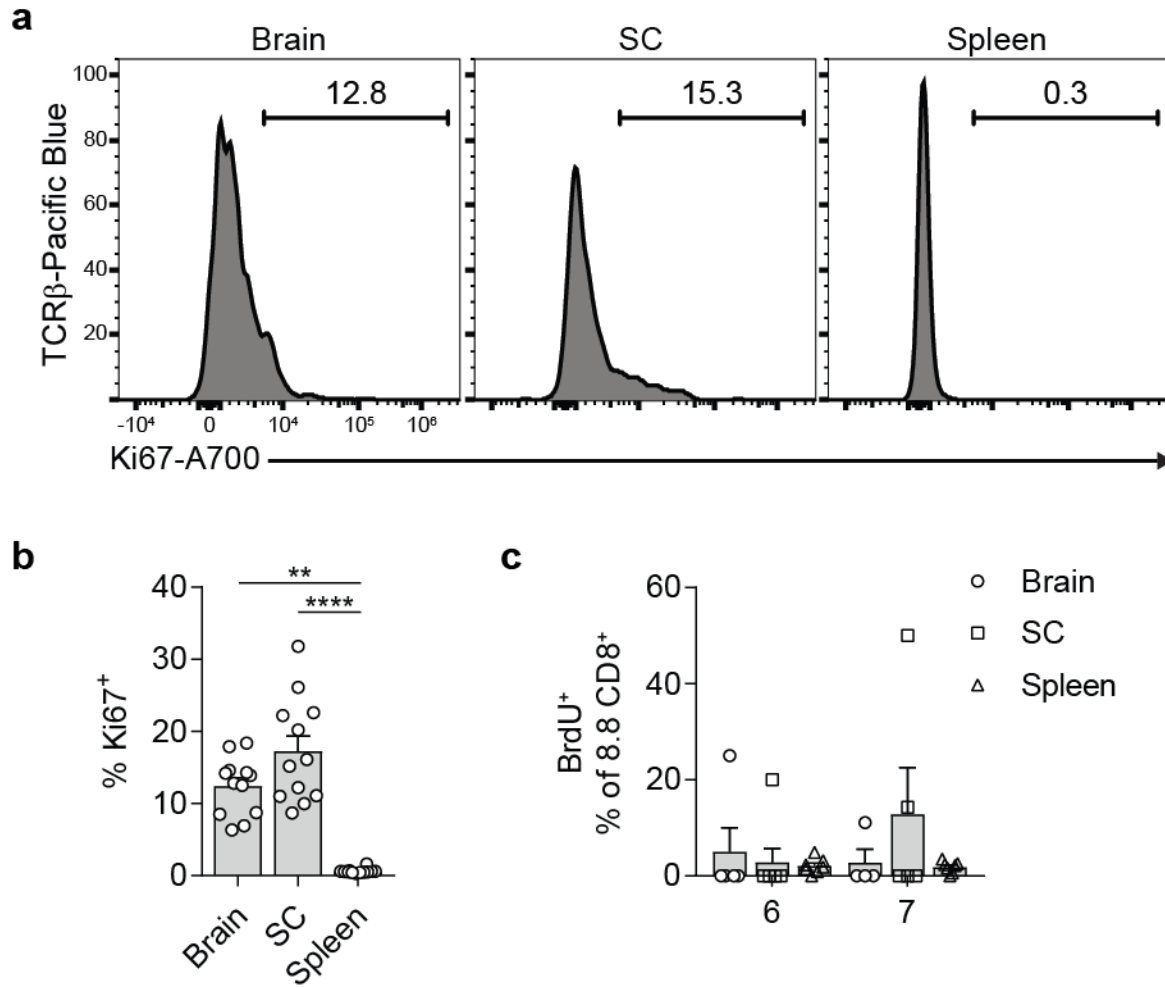 a
Brain SC Spleen
TCRβ-Pacific Blue
100
80
60
40
20
12.8 15.3 0.3
-10⁴ 0 10⁴ 10⁵ 10⁶
Ki67-A700
b
% Ki67⁺
40
30
20
10
0
** 
****
Brain SC Spleen
c
BrdU⁺
% of 8.8 CD8⁺
60
40
20
0
6 7
Brain
SC
Spleen